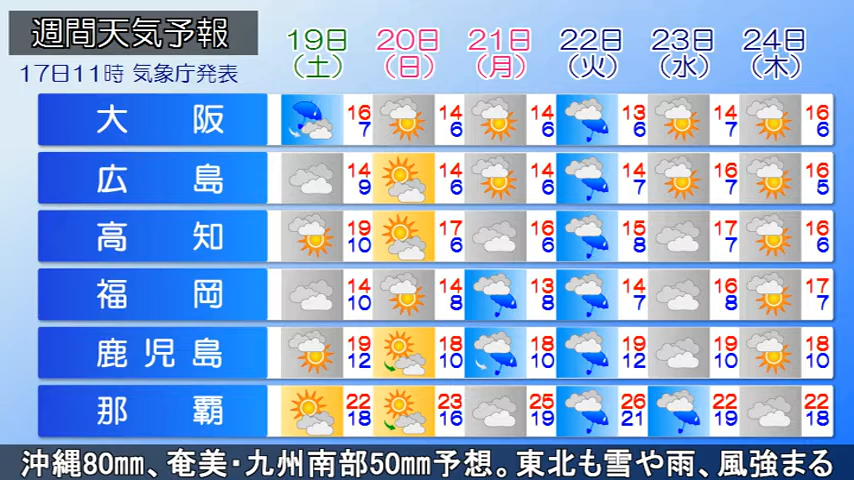 週間天気予報
17日11時 気象庁発表
19日 20日 21日 22日 23日 24日
（土） （日） （月） （火） （水） （木）
大阪 16 7 14 6 14 6 13 6 14 7 16 6
広島 14 9 14 6 14 6 14 7 16 7 16 5
高知 19 10 17 6 16 6 15 8 17 7 16 6
福岡 14 10 14 8 13 8 14 7 16 8 17 7
鹿児島 19 12 18 10 18 10 19 12 19 10 18 10
那覇 22 18 23 16 25 19 26 21 22 19 22 18
沖縄80mm、奄美・九州南部50mm予想。東北も雪や雨、風強まる